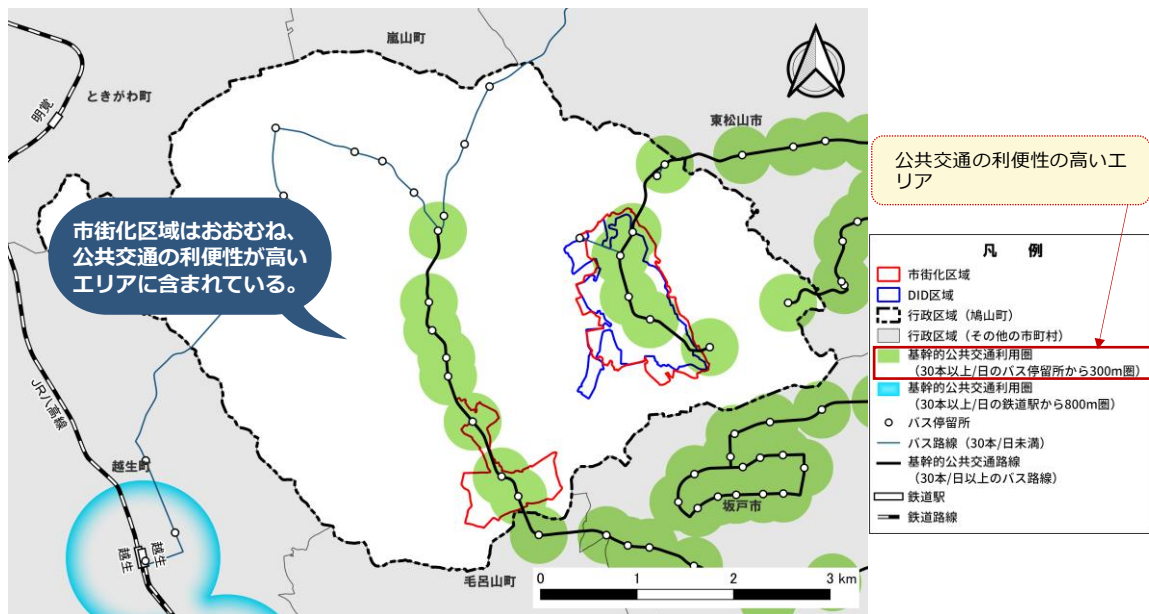 嵐山町
ときがわ町
明覚
東松山市
公共交通の利便性の高いエ
リア
市街化区域はおおむね、
公共交通の利便性が高い
エリアに含まれている。
凡 例
市街化区域
DID区域
行政区域（鳩山町）
行政区域（その他の市町村）
基幹的公共交通利用圏
（30本以上/日のバス停留所から300m圏）
基幹的公共交通利用圏
（30本以上/日の鉄道駅から800m圏）
バス停留所
バス路線（30本/日未満）
基幹的公共交通路線
（30本/日以上のバス路線）
鉄道駅
鉄道路線
JR八高線
越生町
越生
越生
坂戸市
毛呂山町
0 1 2 3 km